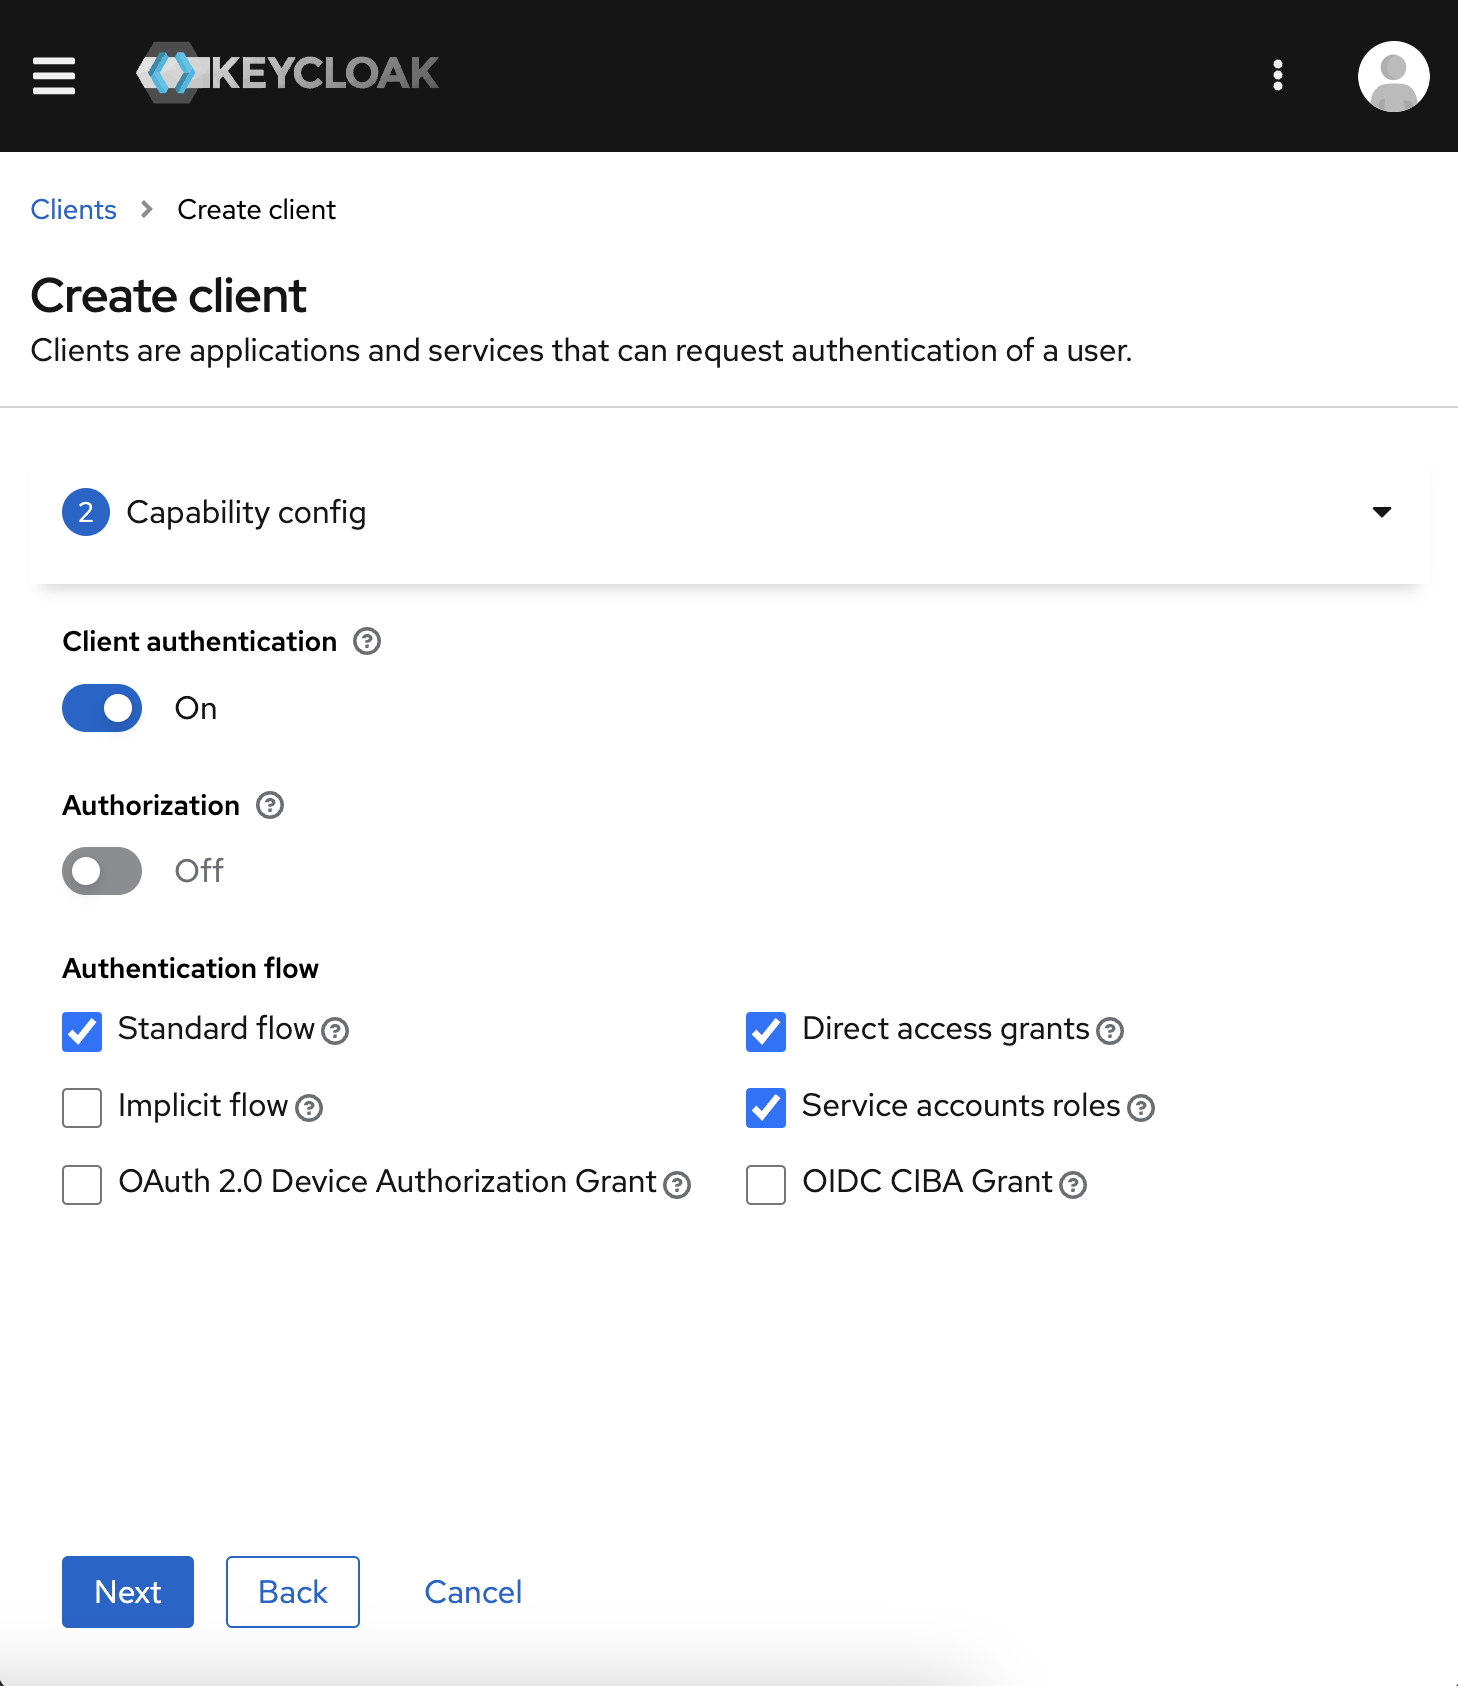 KEYCLOAK
Clients > Create client
Create client
Clients are applications and services that can request authentication of a user.
2 Capability config
Client authentication ?
On
Authorization ?
Off
Authentication flow
Standard flow ? Direct access grants ?
Implicit flow ? Service accounts roles ?
OAuth 2.0 Device Authorization Grant ? OIDC CIBA Grant ?
Next Back Cancel